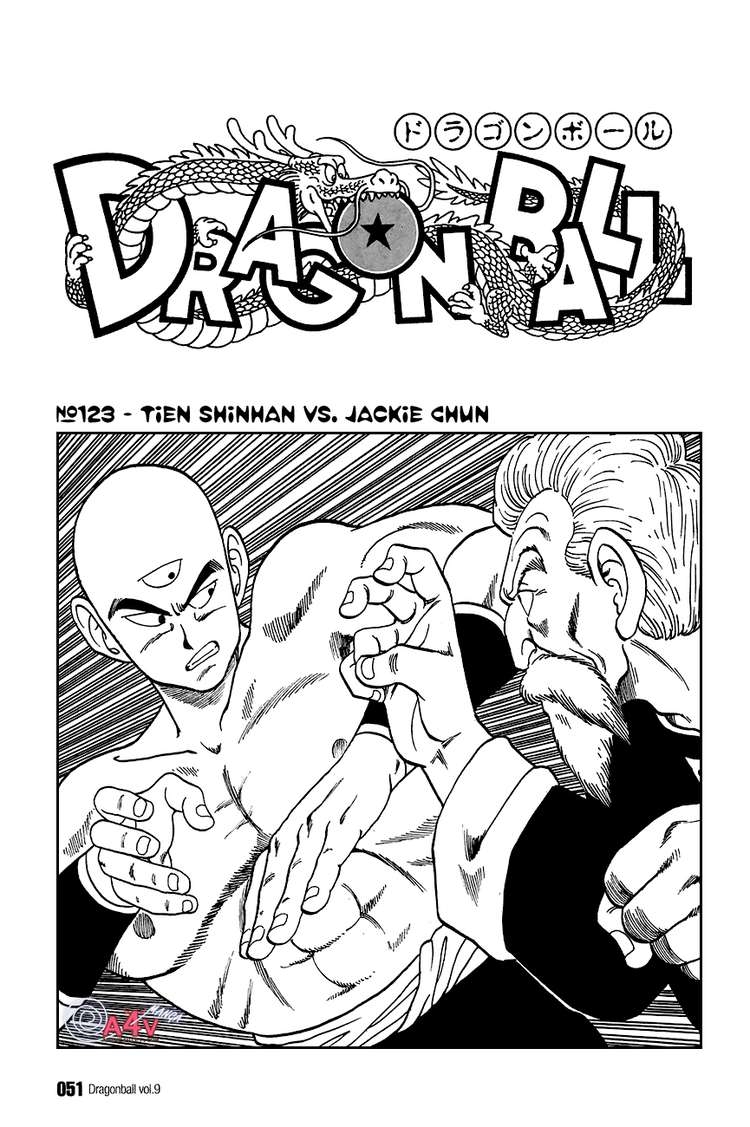 ドラゴンボール
DRAGON BALL
№123 - TIEN SHINHAN VS. JACKIE CHUN
A4V
MANGA
051 Dragonball vol.9